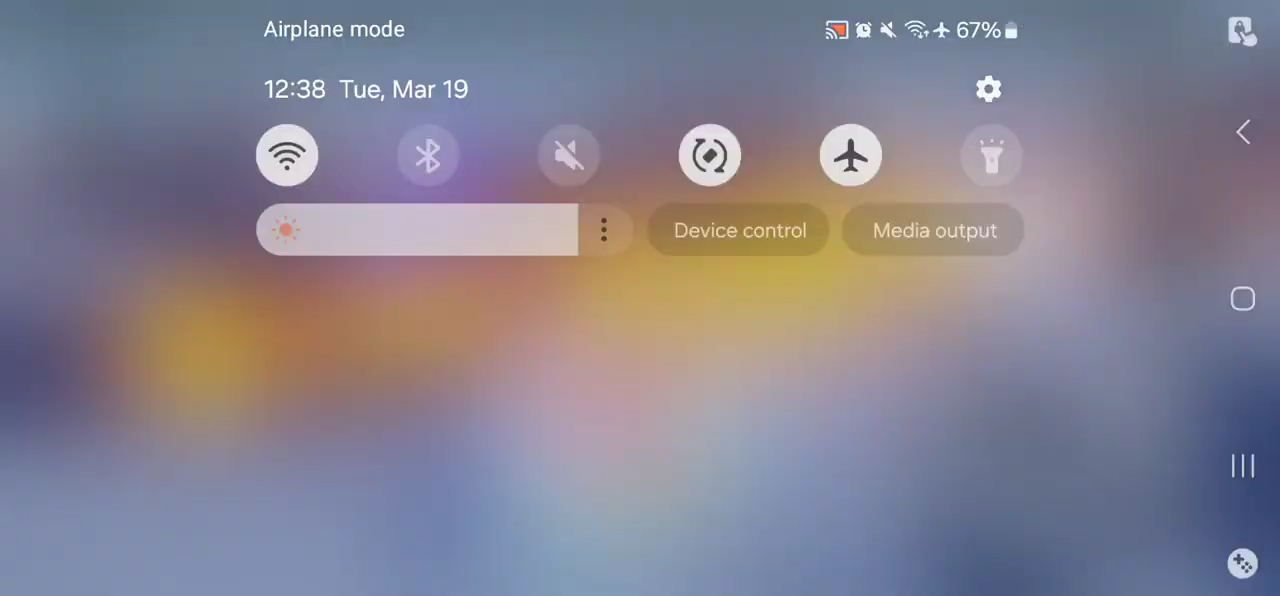 Airplane mode
67%
12:38 Tue, Mar 19
Device control
Media output